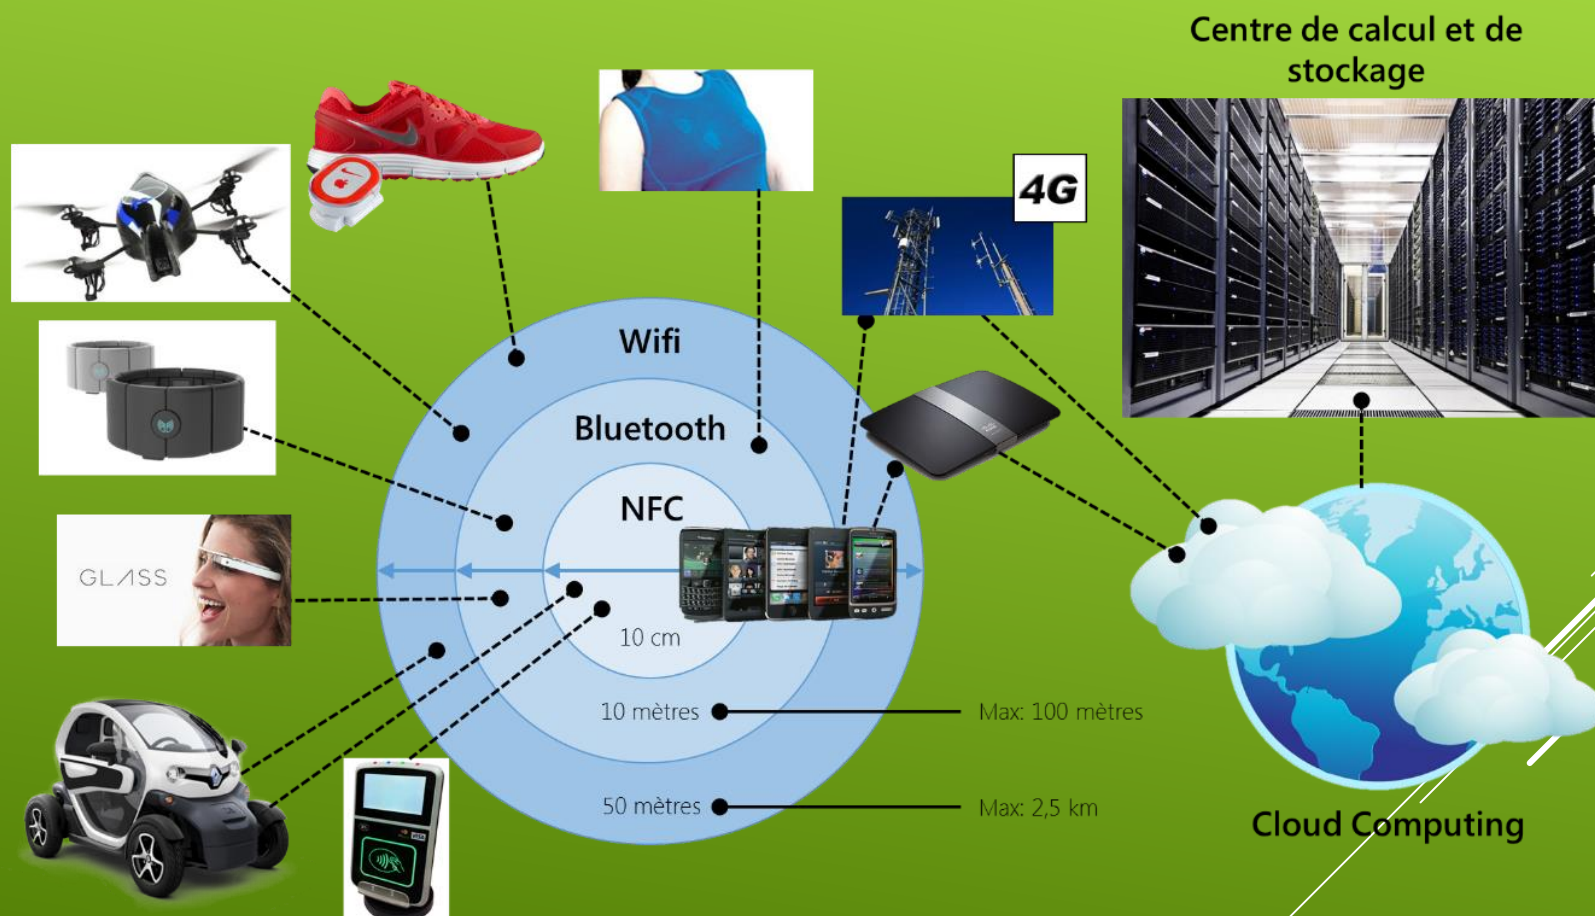 Centre de calcul et de
stockage
4G
Wifi
Bluetooth
NFC
GLASS
10 cm
10 mètres
Max: 100 mètres
50 mètres
Max: 2,5 km
Cloud Computing